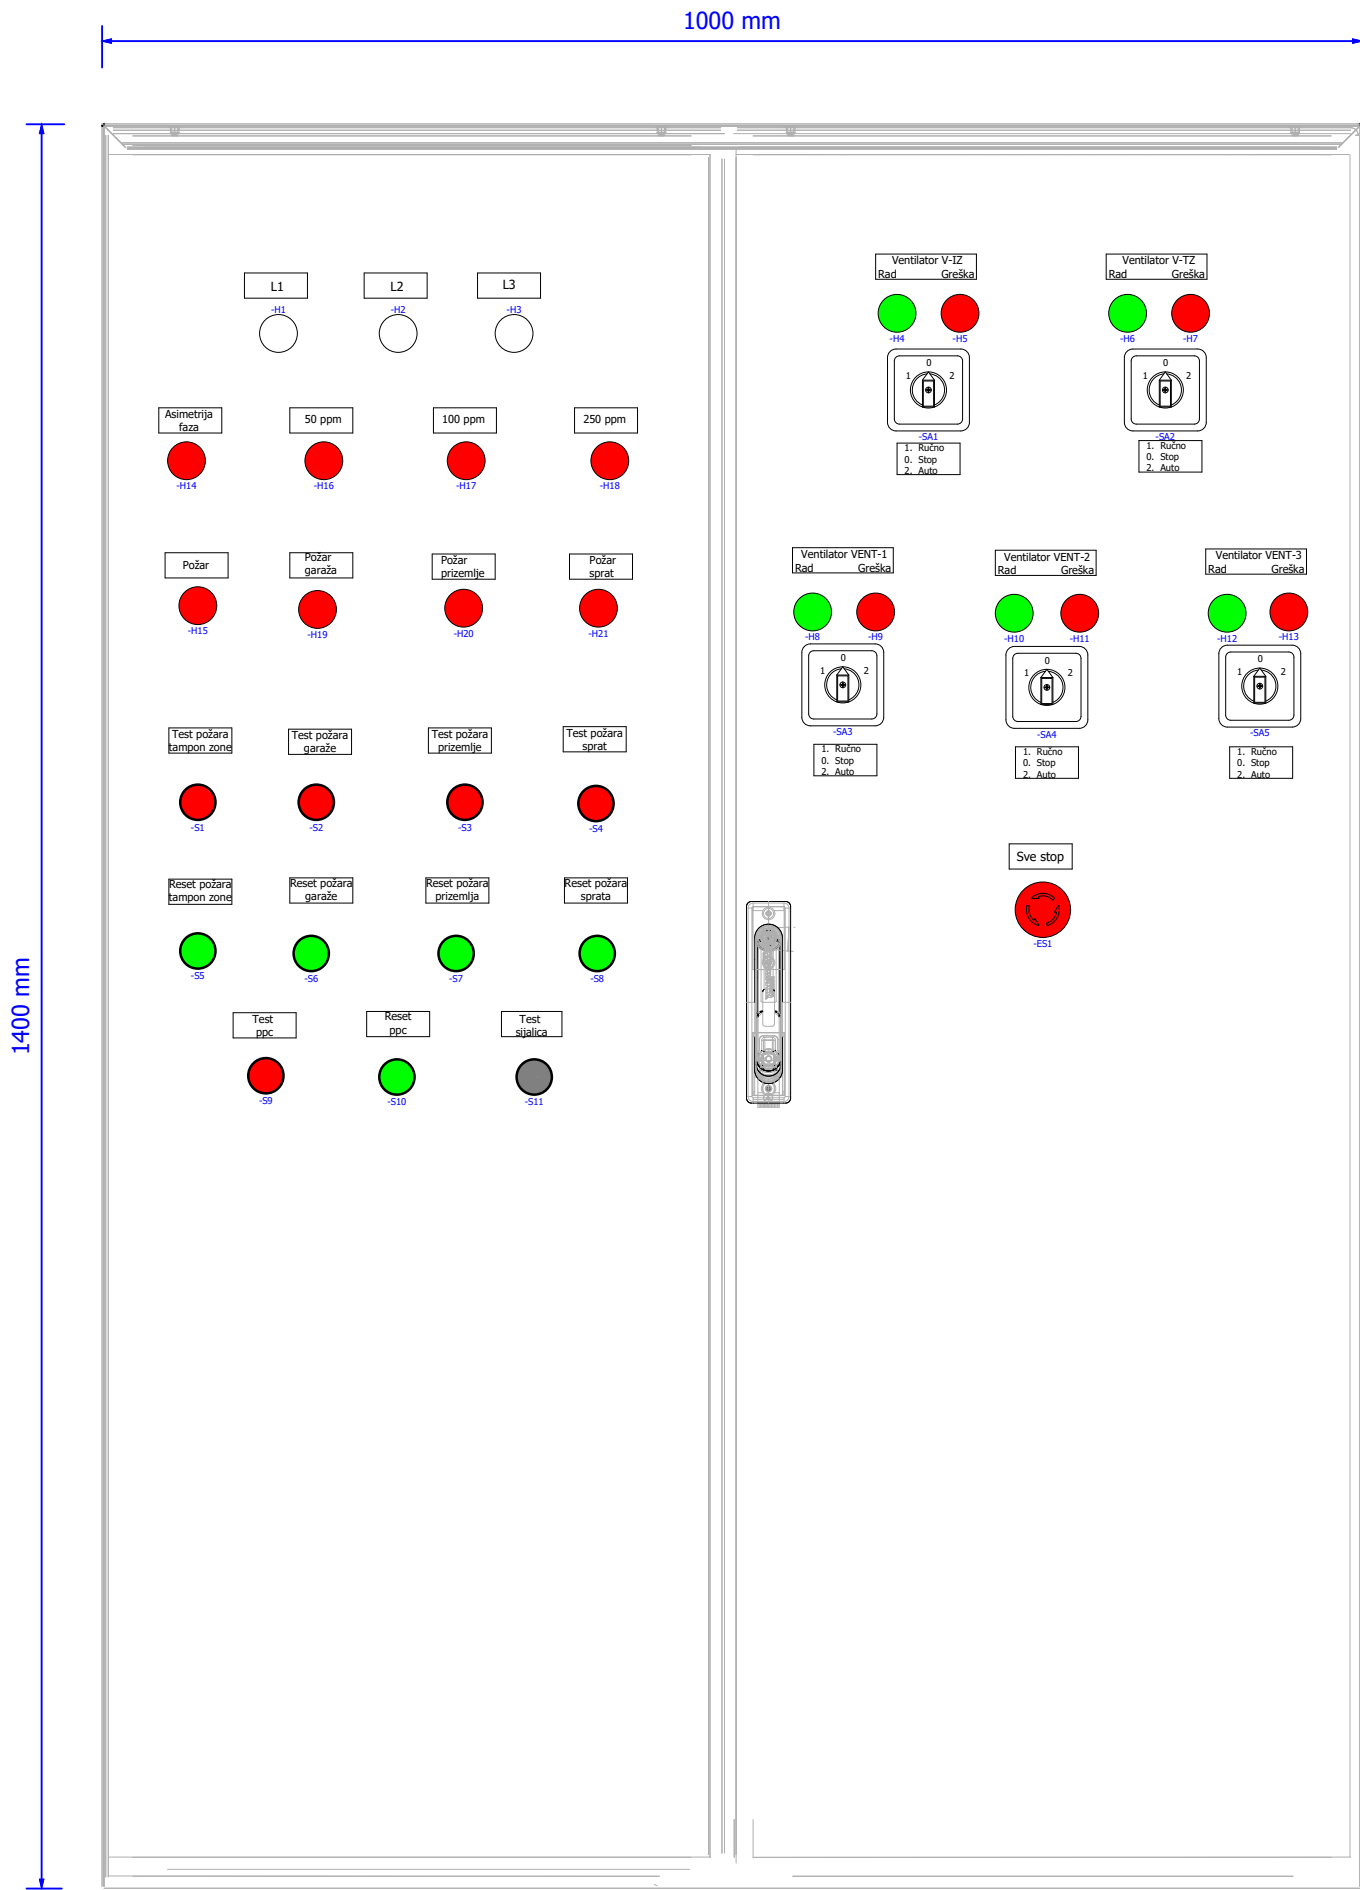 1000 mm
1400 mm
L1
L2
L3
-H1
-H2
-H3
Asimetrija
faza
50 ppm
100 ppm
250 ppm
-H14
-H16
-H17
-H18
Požar
Požar
garaža
Požar
prizemlje
Požar
sprat
-H15
-H19
-H20
-H21
Test požara
tampon zone
Test požara
garaže
Test požara
prizemlje
Test požara
sprat
-S1
-S2
-S3
-S4
Reset požara
tampon zone
Reset požara
garaže
Reset požara
prizemlja
Reset požara
sprata
-S5
-S6
-S7
-S8
Test
ppc
Reset
ppc
Test
sijalica
-S9
-S10
-S11
Ventilator V-IZ
Rad Greška
-H4
-H5
0
1 2
-SA1
1. Ručno
0. Stop
2. Auto
Ventilator V-TZ
Rad Greška
-H6
-H7
0
1 2
-SA2
1. Ručno
0. Stop
2. Auto
Ventilator VENT-1
Rad Greška
-H8
-H9
0
1 2
-SA3
1. Ručno
0. Stop
2. Auto
Ventilator VENT-2
Rad Greška
-H10
-H11
0
1 2
-SA4
1. Ručno
0. Stop
2. Auto
Ventilator VENT-3
Rad Greška
-H12
-H13
0
1 2
-SA5
1. Ručno
0. Stop
2. Auto
Sve stop
-ES1